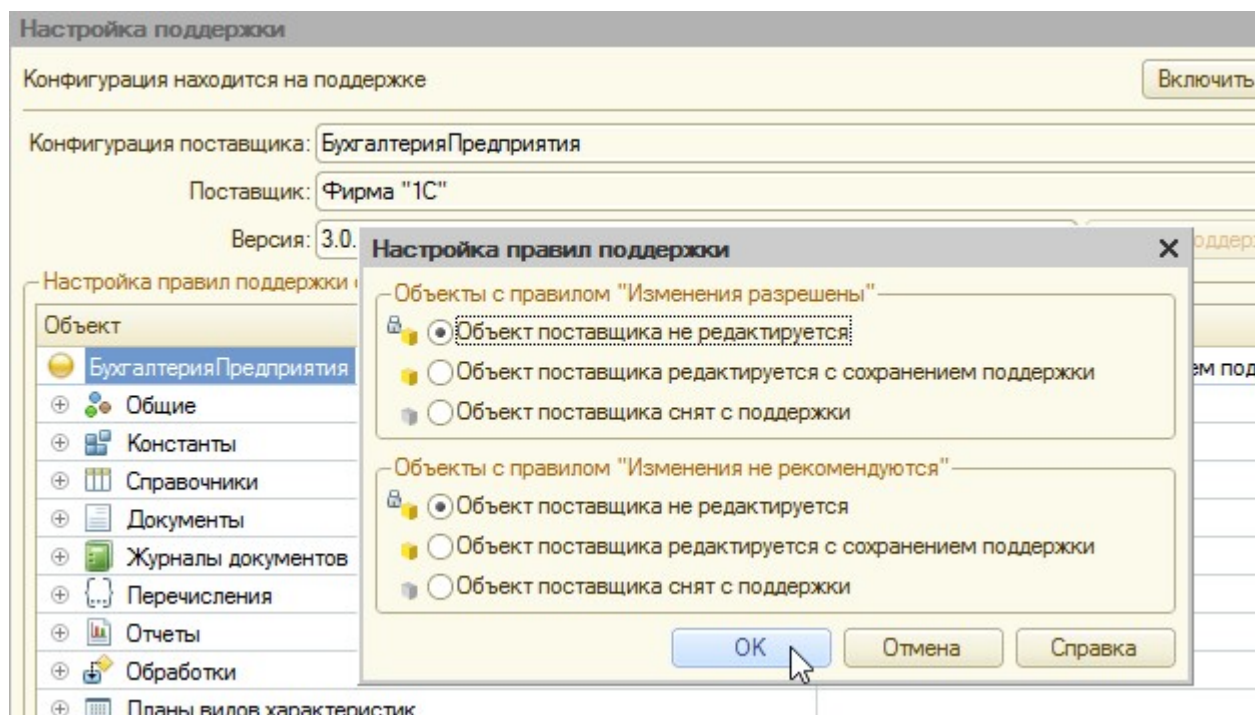 Настройка поддержки
Конфигурация находится на поддержке
Включить
Конфигурация поставщика: БухгалтерияПредприятия
Поставщик: Фирма "1С"
Версия: 3.0.
Настройка правил поддержки
Объект
БухгалтерияПредприятия
Общие
Константы
Справочники
Документы
Журналы документов
Перечисления
Отчеты
Обработки
Планы видов характеристик
Настройка правил поддержки
Объекты с правилом "Изменения разрешены"
Объект поставщика не редактируется
Объект поставщика редактируется с сохранением поддержки
Объект поставщика снят с поддержки
Объекты с правилом "Изменения не рекомендуются"
Объект поставщика не редактируется
Объект поставщика редактируется с сохранением поддержки
Объект поставщика снят с поддержки
OK
Отмена
Справка